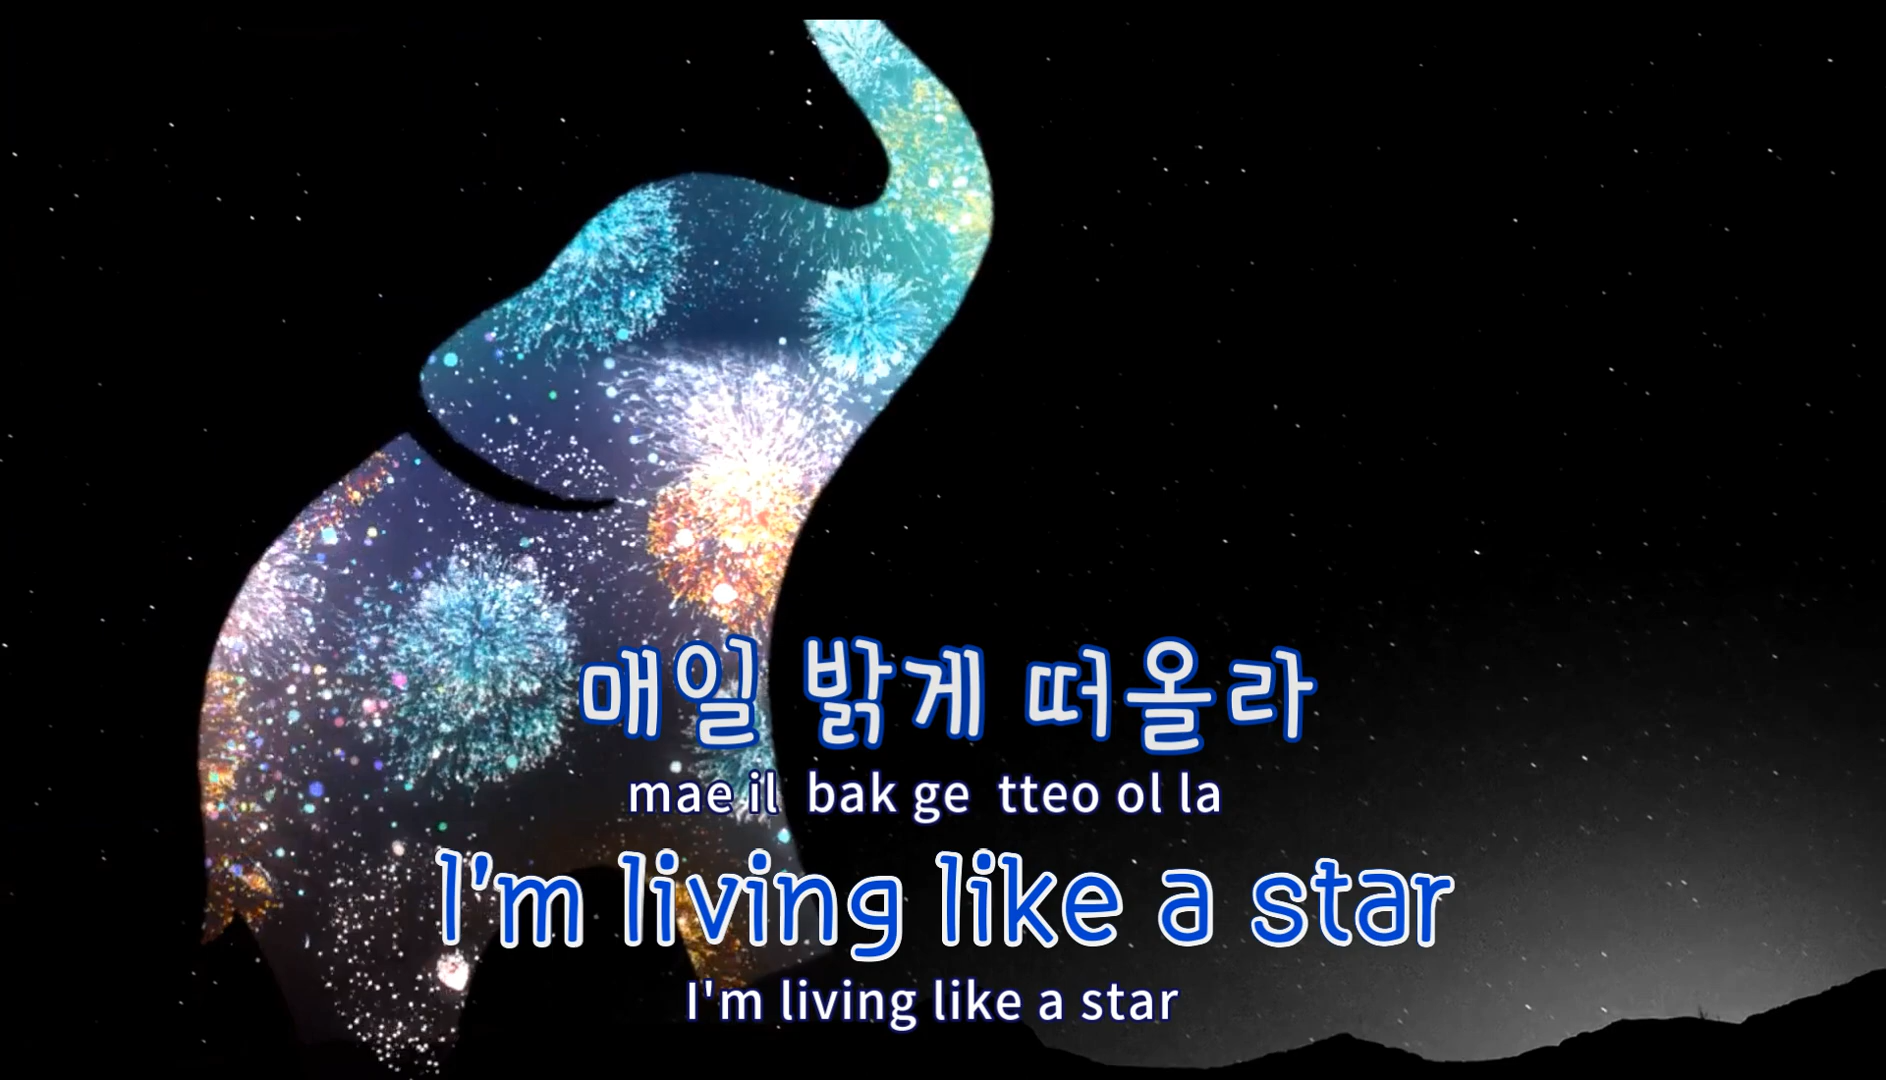 매일 밝게 떠올라
mae il bak ge tteo ol la
I'm living like a star
I'm living like a star